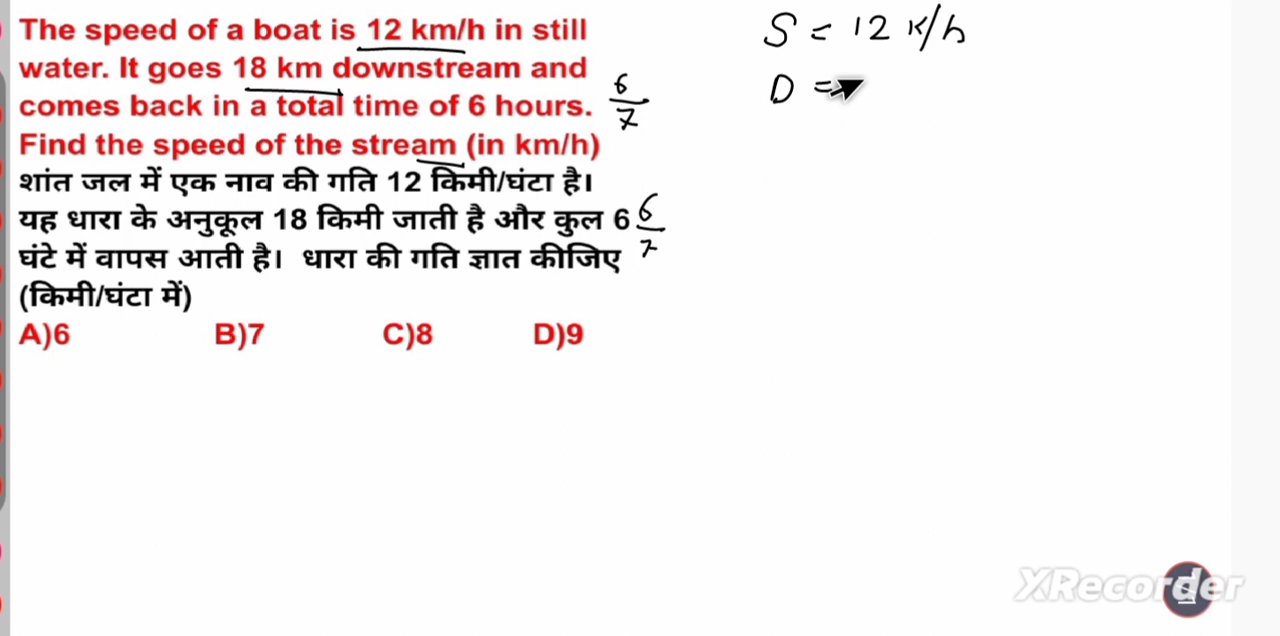 The speed of a boat is 12 km/h in still
water. It goes 18 km downstream and
comes back in a total time of 6 hours. 6/7
Find the speed of the stream (in km/h)
शांत जल में एक नाव की गति 12 किमी/घंटा है।
यह धारा के अनुकूल 18 किमी जाती है और कुल 6 6/7
घंटे में वापस आती है। धारा की गति ज्ञात कीजिए
(किमी/घंटा में)
A)6 B)7 C)8 D)9
S = 12 K/h
D =
XRecorder